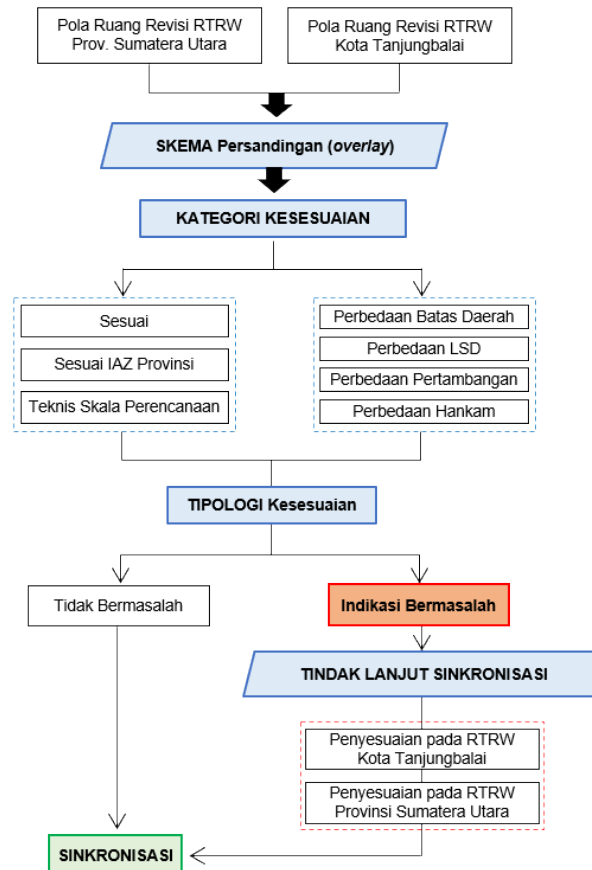 Pola Ruang Revisi RTRW
Prov. Sumatera Utara
Pola Ruang Revisi RTRW
Kota Tanjungbalai
SKEMA Persandingan (overlay)
KATEGORI KESESUAIAN
Sesuai
Sesuai IAZ Provinsi
Teknis Skala Perencanaan
Perbedaan Batas Daerah
Perbedaan LSD
Perbedaan Pertambangan
Perbedaan Hankam
TIPOLOGI Kesesuaian
Tidak Bermasalah
Indikasi Bermasalah
TINDAK LANJUT SINKRONISASI
Penyesuaian pada RTRW
Kota Tanjungbalai
Penyesuaian pada RTRW
Provinsi Sumatera Utara
SINKRONISASI